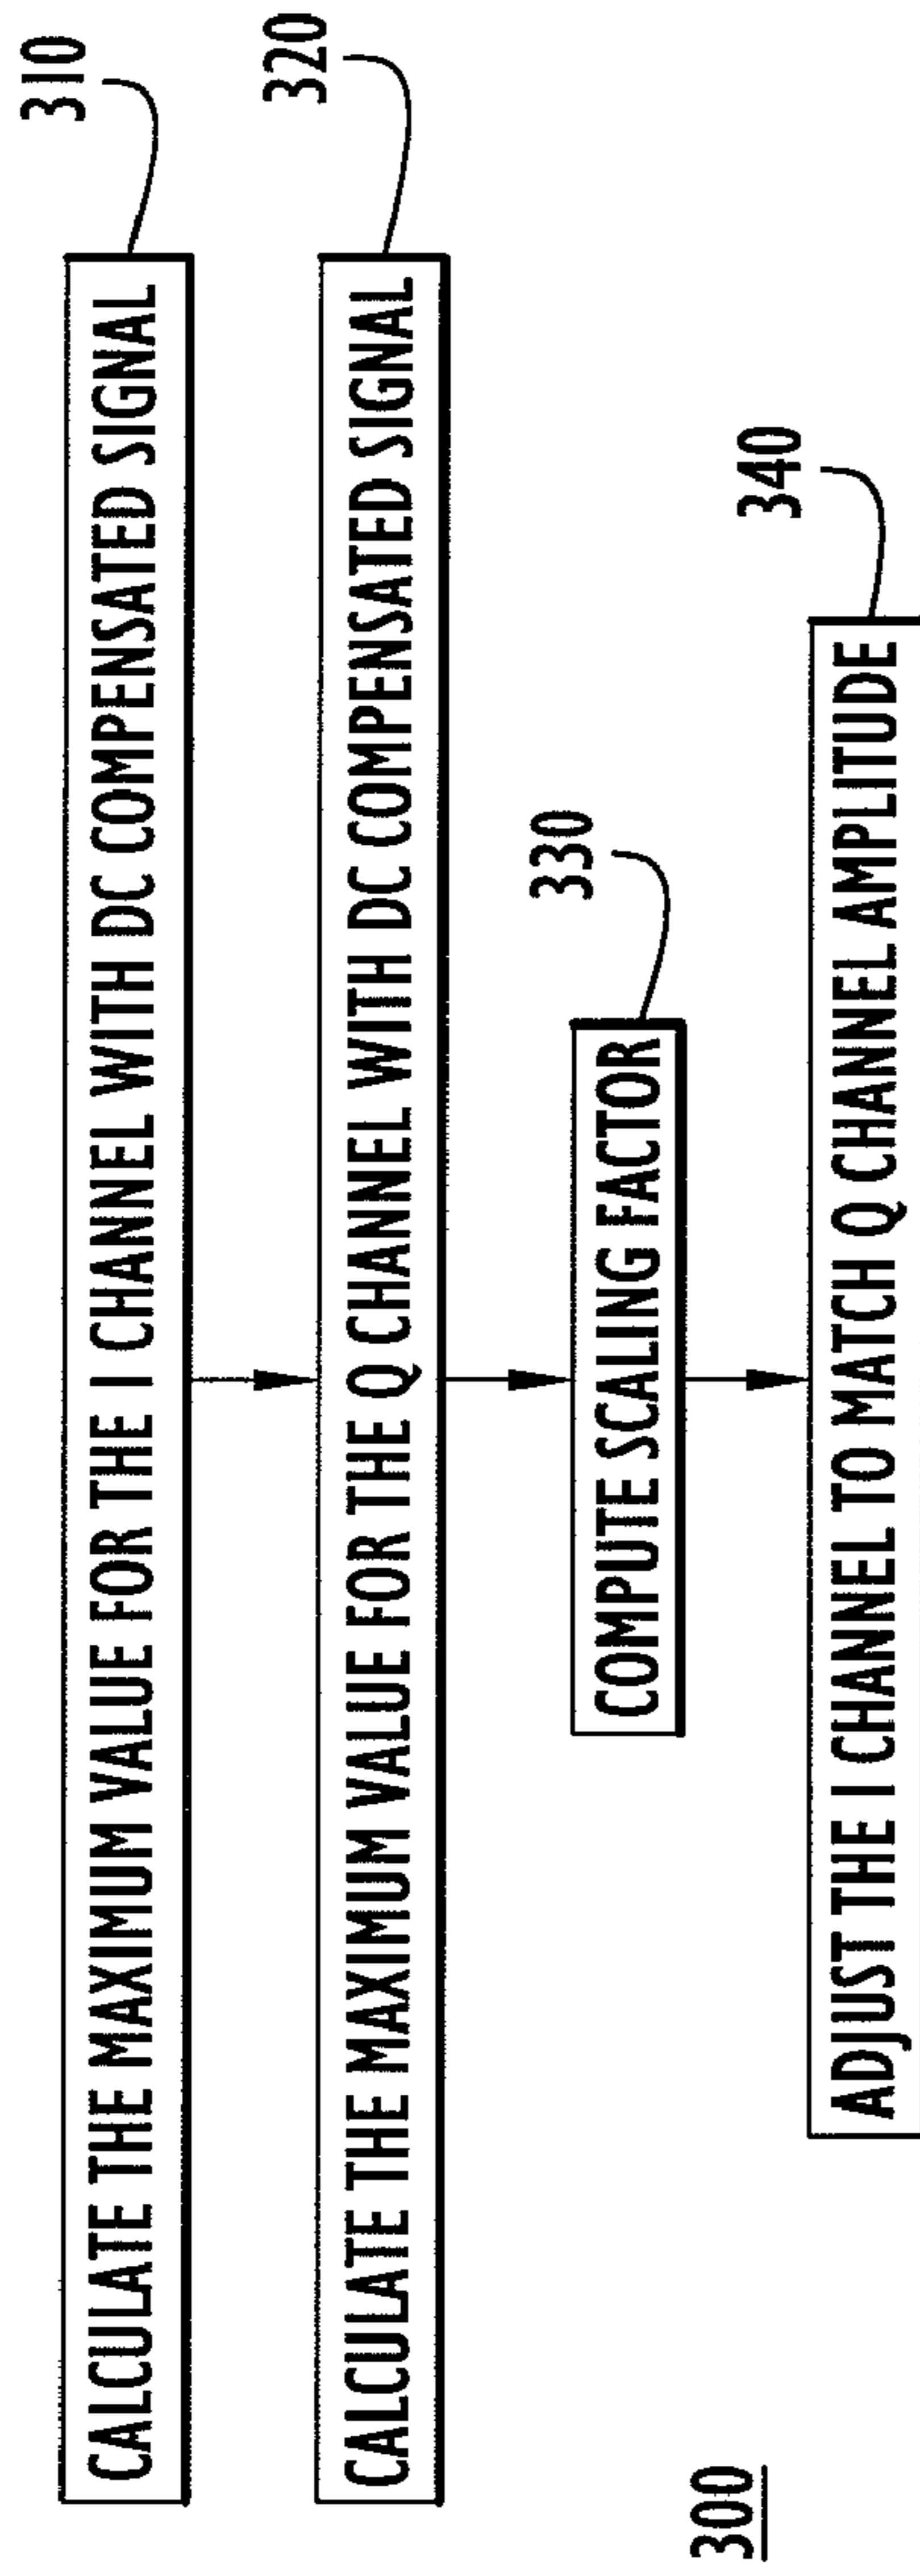 310
CALCULATE THE MAXIMUM VALUE FOR THE I CHANNEL WITH DC COMPENSATED SIGNAL
320
CALCULATE THE MAXIMUM VALUE FOR THE Q CHANNEL WITH DC COMPENSATED SIGNAL
330
COMPUTE SCALING FACTOR
340
ADJUST THE I CHANNEL TO MATCH Q CHANNEL AMPLITUDE
300